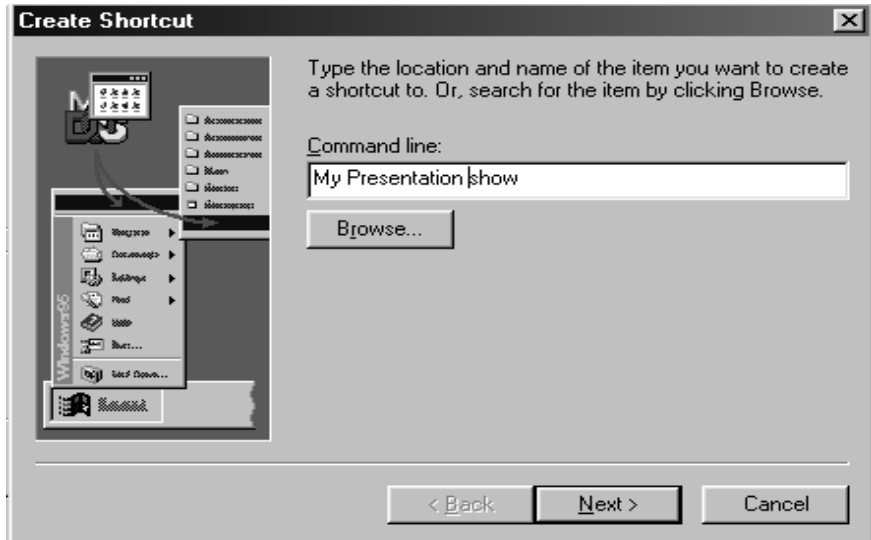 Create Shortcut
Type the location and name of the item you want to create
a shortcut to. Or, search for the item by clicking Browse.
Command line:
My Presentation show
Browse...
Windows95
< Back
Next >
Cancel